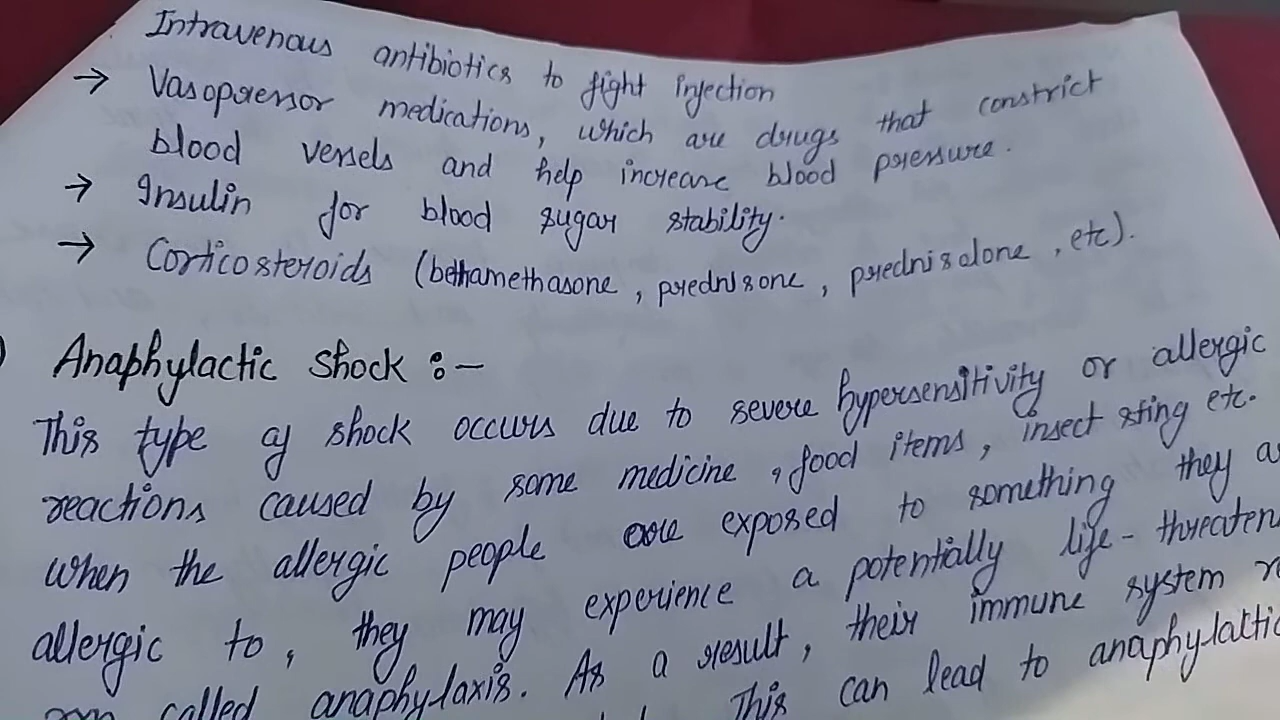 Intravenous antibiotics to fight injection
→ Vasopressor medications, which are drugs that constrict
blood vessels and help increase blood pressure.
→ Insulin for blood sugar stability.
→ Corticosteroids (bethamethasone, prednisone, prednisolone, etc).
Anaphylactic shock :-
This type of shock occurs due to severe hypersensitivity or allergic
reactions caused by some medicine, food items, insect sting etc.
When the allergic people are exposed to something they
allergic to, they may experience a potentially life-
called anaphylaxis. As a result, their immune system
This can lead to